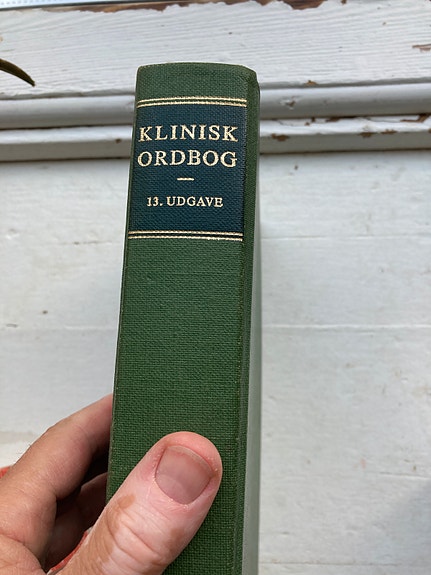 KLINISK
ORDBOG
13. UDGAVE